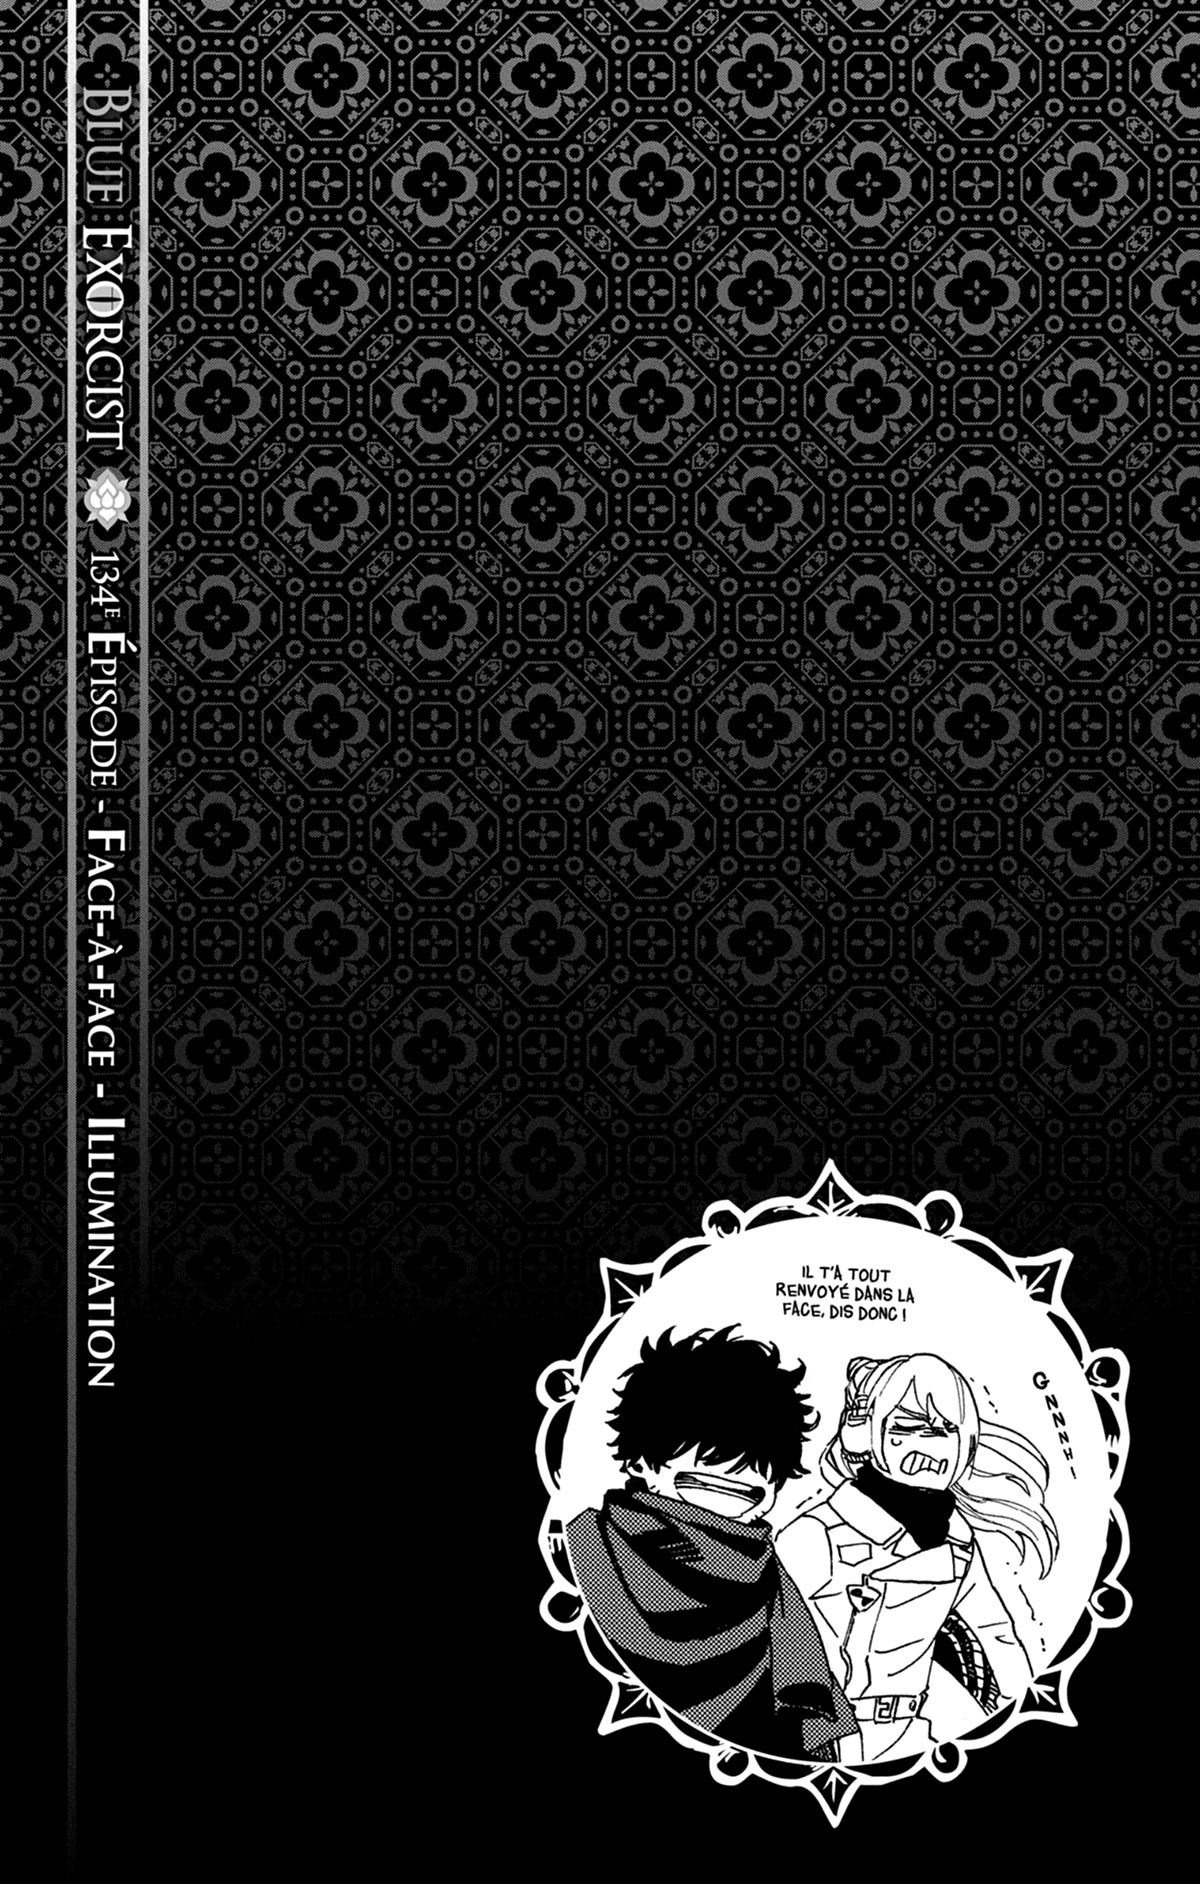 BLUE EXORCIST 134E ÉPISODE - FACE-À-FACE - ILLUMINATION
IL T'A TOUT
RENVOYÉ DANS LA
FACE, DIS DONC !
GNNNH!